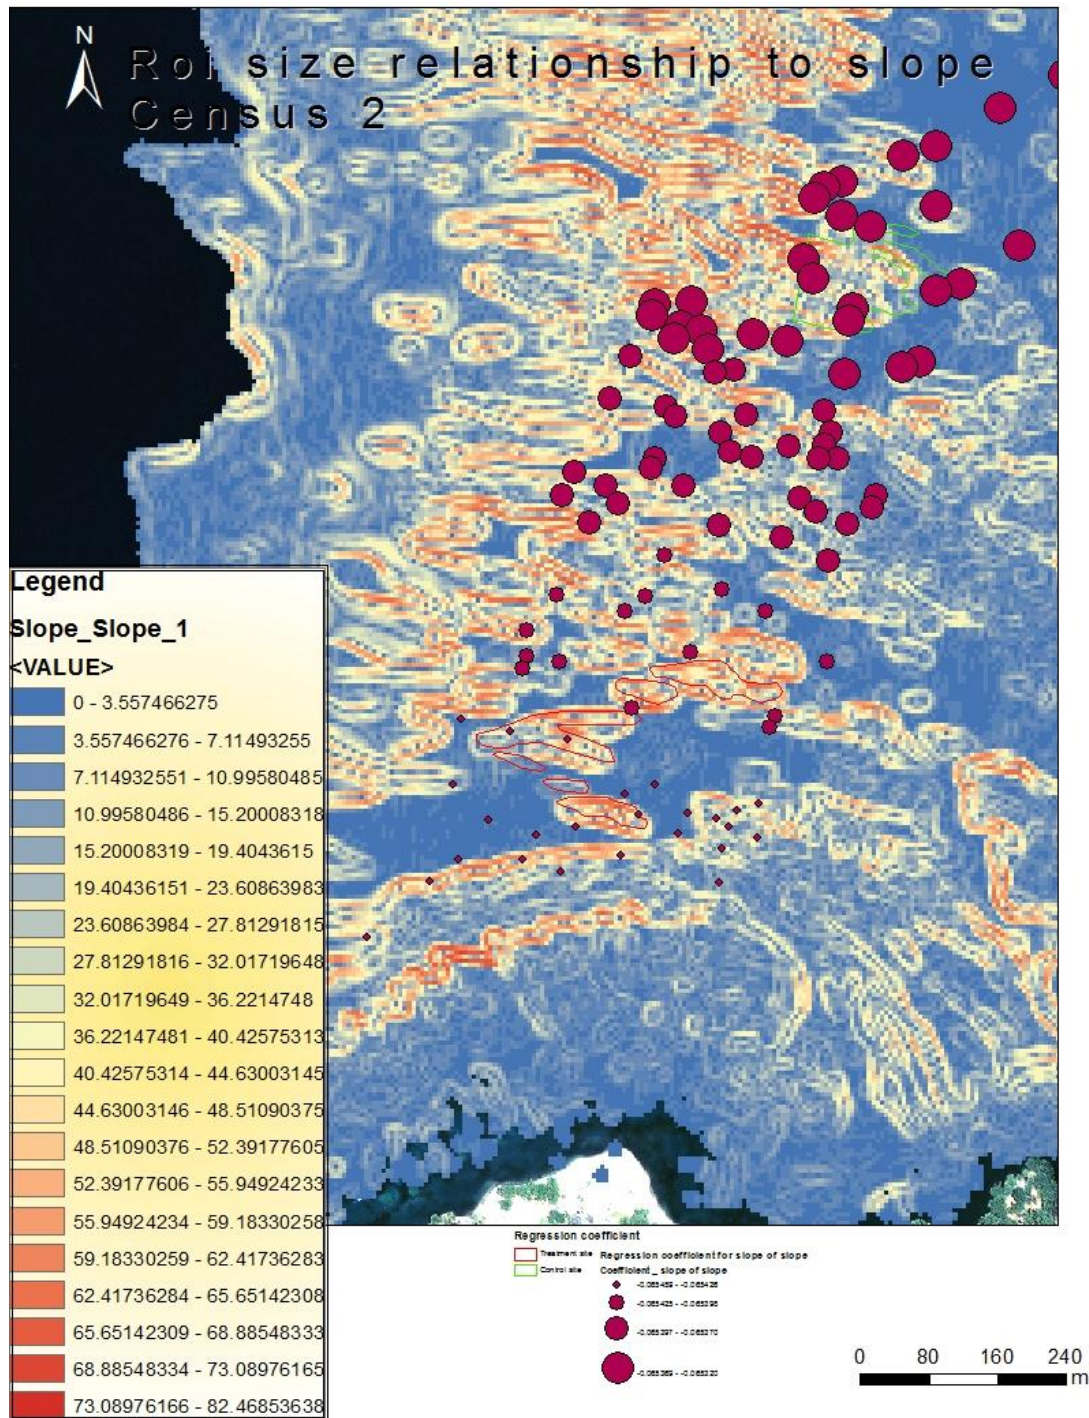 N
Roi size relationship to slope
Census 2
Legend
Slope_Slope_1
<VALUE>
0 - 3.557466275
3.557466276 - 7.11493255
7.114932551 - 10.99580485
10.99580486 - 15.20008318
15.20008319 - 19.4043615
19.40436151 - 23.60863983
23.60863984 - 27.81291815
27.81291816 - 32.01719648
32.01719649 - 36.2214748
36.22147481 - 40.42575313
40.42575314 - 44.63003145
44.63003146 - 48.51090375
48.51090376 - 52.39177605
52.39177606 - 55.94924233
55.94924234 - 59.18330258
59.18330259 - 62.41736283
62.41736284 - 65.65142308
65.65142309 - 68.88548333
68.88548334 - 73.08976165
73.08976166 - 82.46853638
Regression coefficient
Treatment site Regression coefficient for slope of slope
Control site Coefficient_ slope of slope
0 80 160 240
m